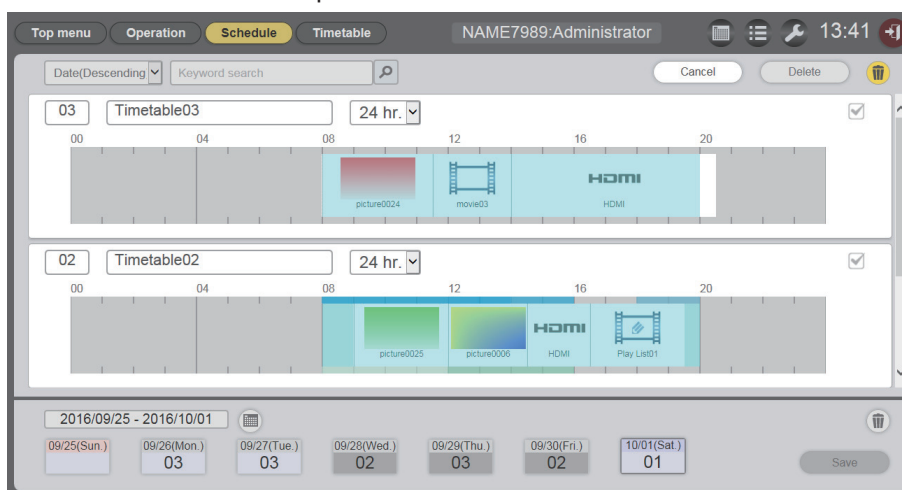 Top menu Operation Schedule Timetable NAME7989:Administrator 13:41
Date(Descending Keyword search Cancel Delete
03 Timetable03 24 hr.
00 04 08 12 16 20
picture0024 movie03 HDMI HDMI
02 Timetable02 24 hr.
00 04 08 12 16 20
HDMI
picture0025 picture0006 HDMI Play List01
2016/09/25 - 2016/10/01
09/25(Sun.) 09/26(Mon.) 09/27(Tue.) 09/28(Wed.) 09/29(Thu.) 09/30(Fri.) 10/01(Sat.)
03 03 02 03 02 01 Save